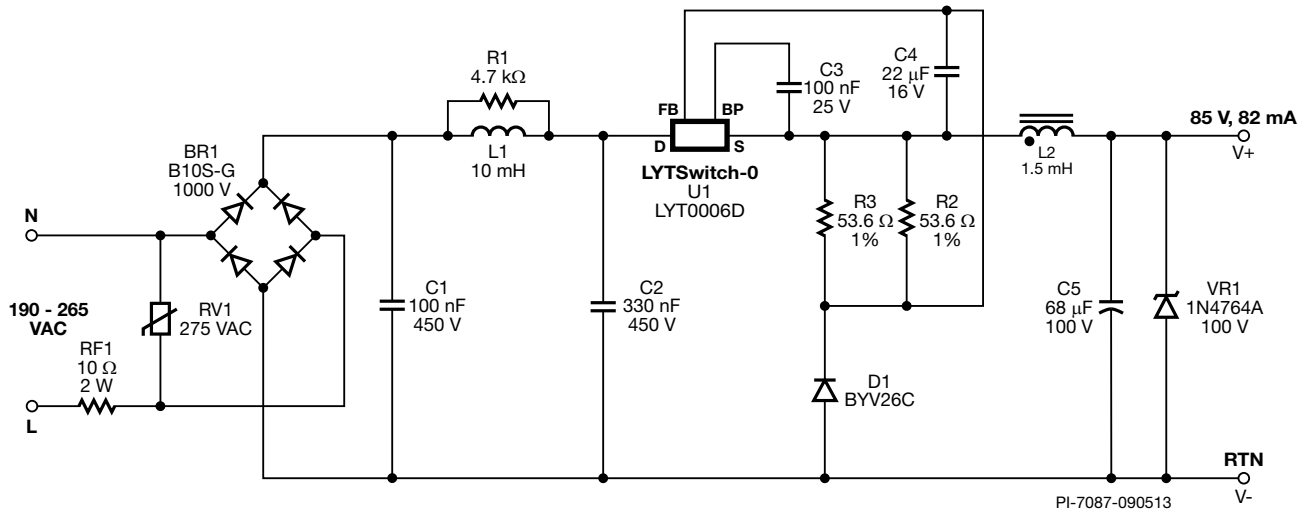 R1
4.7 kΩ
L1
10 mH
BR1
B10S-G
1000 V
N
190 - 265
VAC
RV1
275 VAC
RF1
10 Ω
2 W
L
C1
100 nF
450 V
C2
330 nF
450 V
FB
BP
D
S
LYTSwitch-0
U1
LYT0006D
C3
100 nF
25 V
C4
22 μF
16 V
R3
53.6 Ω
1%
R2
53.6 Ω
1%
D1
BYV26C
L2
1.5 mH
85 V, 82 mA
V+
C5
68 μF
100 V
VR1
1N4764A
100 V
RTN
V-
PI-7087-090513